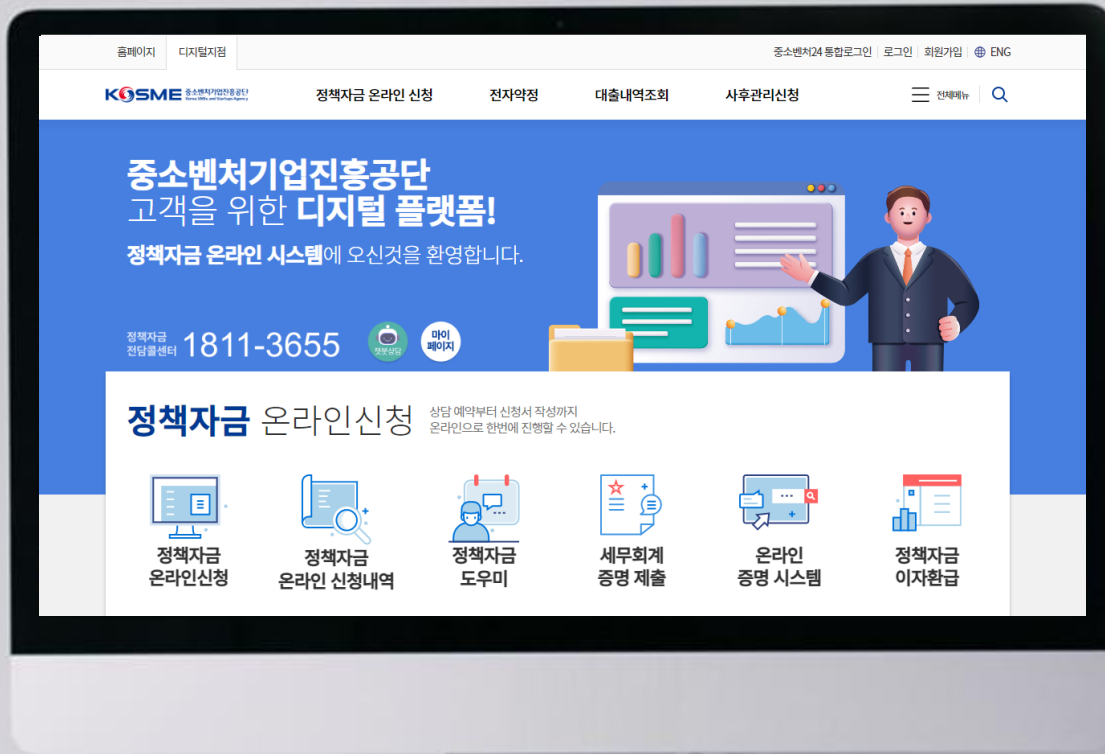 홈페이지 디지털지점 중소벤처24 통합로그인 로그인 회원가입 ENG
KOSME 중소벤처기업진흥공단 정책자금 온라인 신청 전자약정 대출내역조회 사후관리신청 전체메뉴
Korea SMEs and Startups Agency
중소벤처기업진흥공단
고객을 위한 디지털 플랫폼!
정책자금 온라인 시스템에 오신것을 환영합니다.
정책자금
전담콜센터 1811-3655
챗봇상담
마이
페이지
정책자금 온라인신청
상담 예약부터 신청서 작성까지
온라인으로 한번에 진행할 수 있습니다.
정책자금
온라인신청
정책자금
온라인 신청내역
정책자금
도우미
세무회계
증명 제출
온라인
증명 시스템
정책자금
이자환급